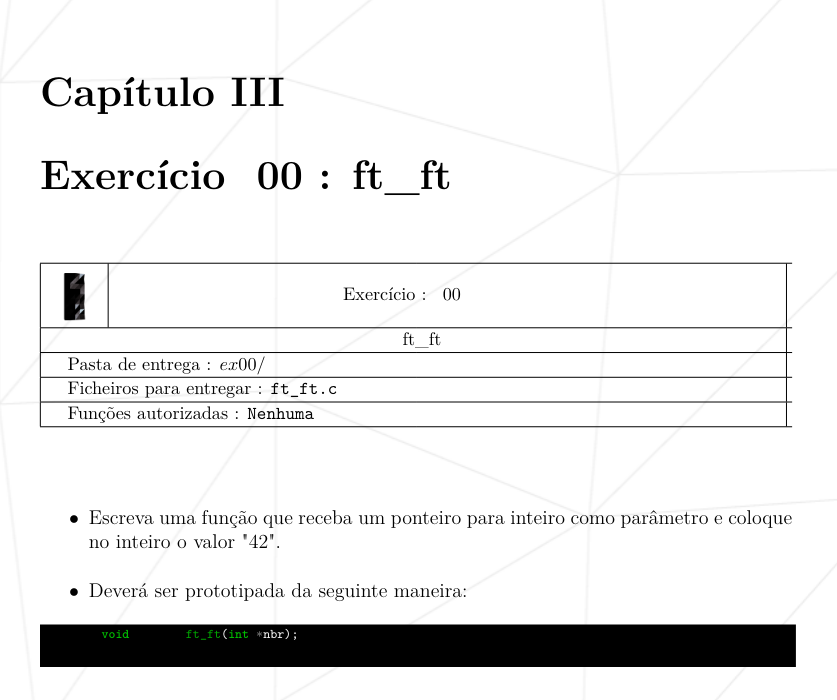 Capítulo III
Exercício 00 : ft_ft
Exercício : 00
ft_ft
Pasta de entrega : ex00/
Ficheiros para entregar : ft_ft.c
Funções autorizadas : Nenhuma
• Escreva uma função que receba um ponteiro para inteiro como parâmetro e coloque
no inteiro o valor "42".
• Deverá ser prototipada da seguinte maneira:
void ft_ft(int *nbr);